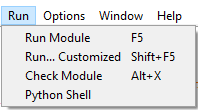 Run Options Window Help
Run Module F5
Run... Customized Shift+F5
Check Module Alt+X
Python Shell